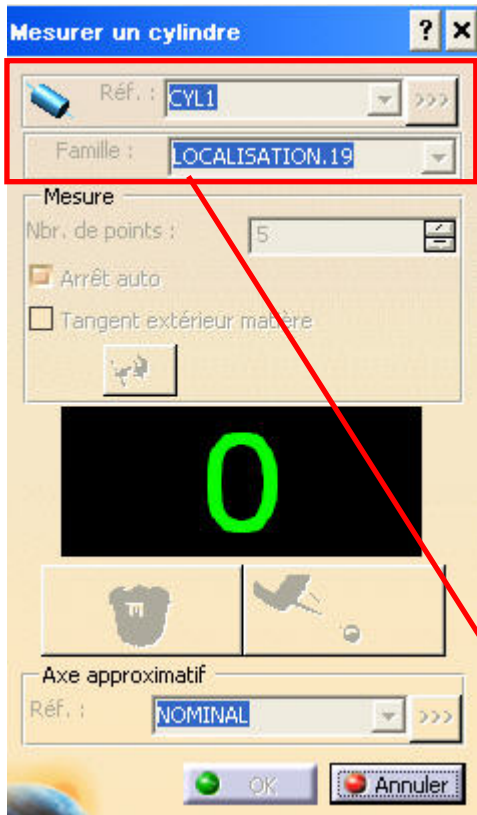 Mesurer un cylindre ? ×
Réf. : CYL1 >>>
Famille : LOCALISATION.19
Mesure
Nbr. de points : 5
Arrêt auto
Tangent extérieur matière
0
Axe approximatif
Réf. : NOMINAL >>>
OK Annuler